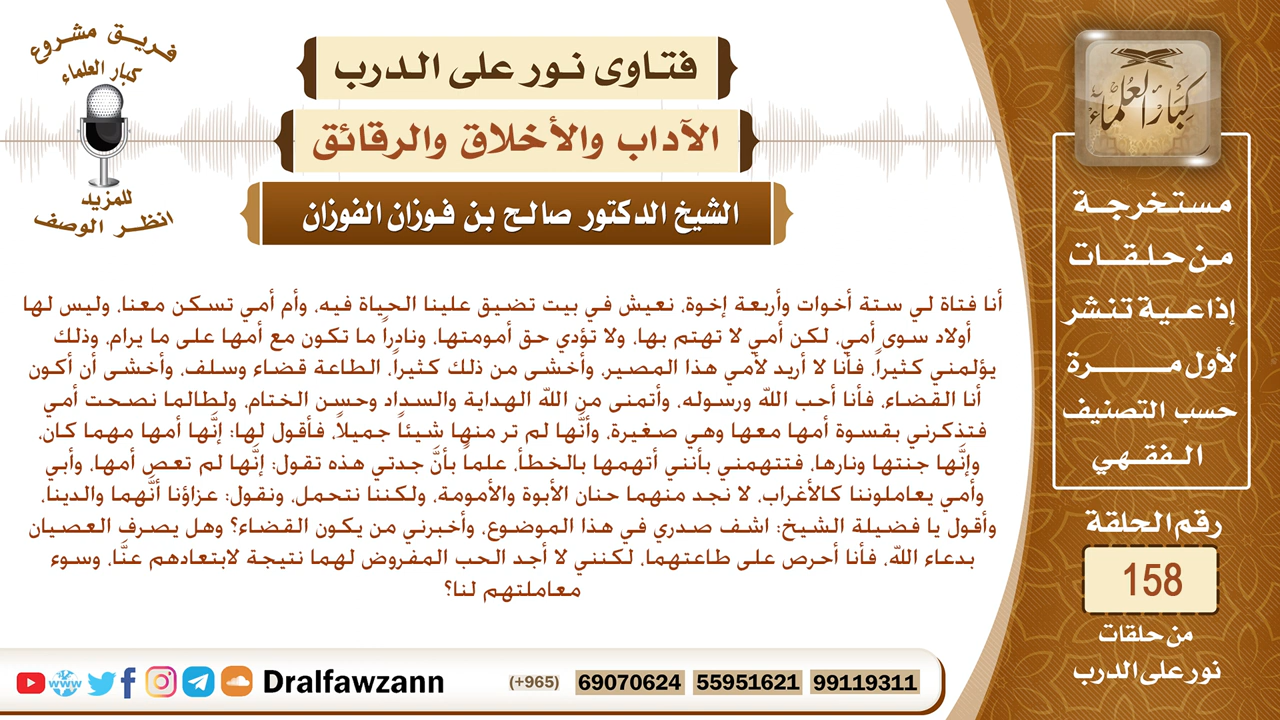 فريق مشروع
كبار العلماء
للمزيد
انظر الوصف
فتاوى نور على الدرب
الآداب والأخلاق والرقائق
الشيخ الدكتور صالح بن فوزان الفوزان
أنا فتاة لي ستة أخوات وأربعة إخوة، نعيش في بيت تضيق علينا الحياة فيه، وأم أمي تسكن معنا، وليس لها
أولاد سوى أمي، لكن أمي لا تهتم بها، ولا تؤدي حق أمومتها، ونادراً ما تكون مع أمها على ما يرام، وذلك
يؤلمني كثيراً، فأنا لا أريد لأمي هذا المصير، وأخشى من ذلك كثيراً، الطاعة قضاء وسلف، وأخشى أن أكون
أنا القضاء، فأنا أحب الله ورسوله، وأتمنى من الله الهداية والسداد وحسن الختام، ولطالما نصحت أمي
فتذكرني بقسوة أمها معها وهي صغيرة، وأنَّها لم تر منها شيئاً جميلاً، فأقول لها: إنَّها أمها مهما كان،
وإنَّها جنتها ونارها، فتتهمني بأنني أتهمها بالخطأ، علماً بأنَّ جدتي هذه تقول: إنَّها لم تعص أمها، وأبي
وأمي يعاملوننا كالأغراب، لا نجد منهما حنان الأبوة والأمومة، ولكننا نتحمل، ونقول: عزاؤنا أنَّهما والدينا،
وأقول يا فضيلة الشيخ: اشف صدري في هذا الموضوع، وأخبرني من يكون القضاء؟ وهل يصرف العصيان
بدعاء الله، فأنا أحرص على طاعتهما، لكنني لا أجد الحب المفروض لهما نتيجة لابتعادهم عنَّا، وسوء
معاملتهم لنا؟
كبار العلماء
مستخرجة
من حلقات
إذاعية تنشر
لأول مرة
حسب التصنيف
الفقهي
رقم الحلقة
158
من حلقات
نور على الدرب
www
Dralfawzann
(+965) 69070624 55951621 99119311